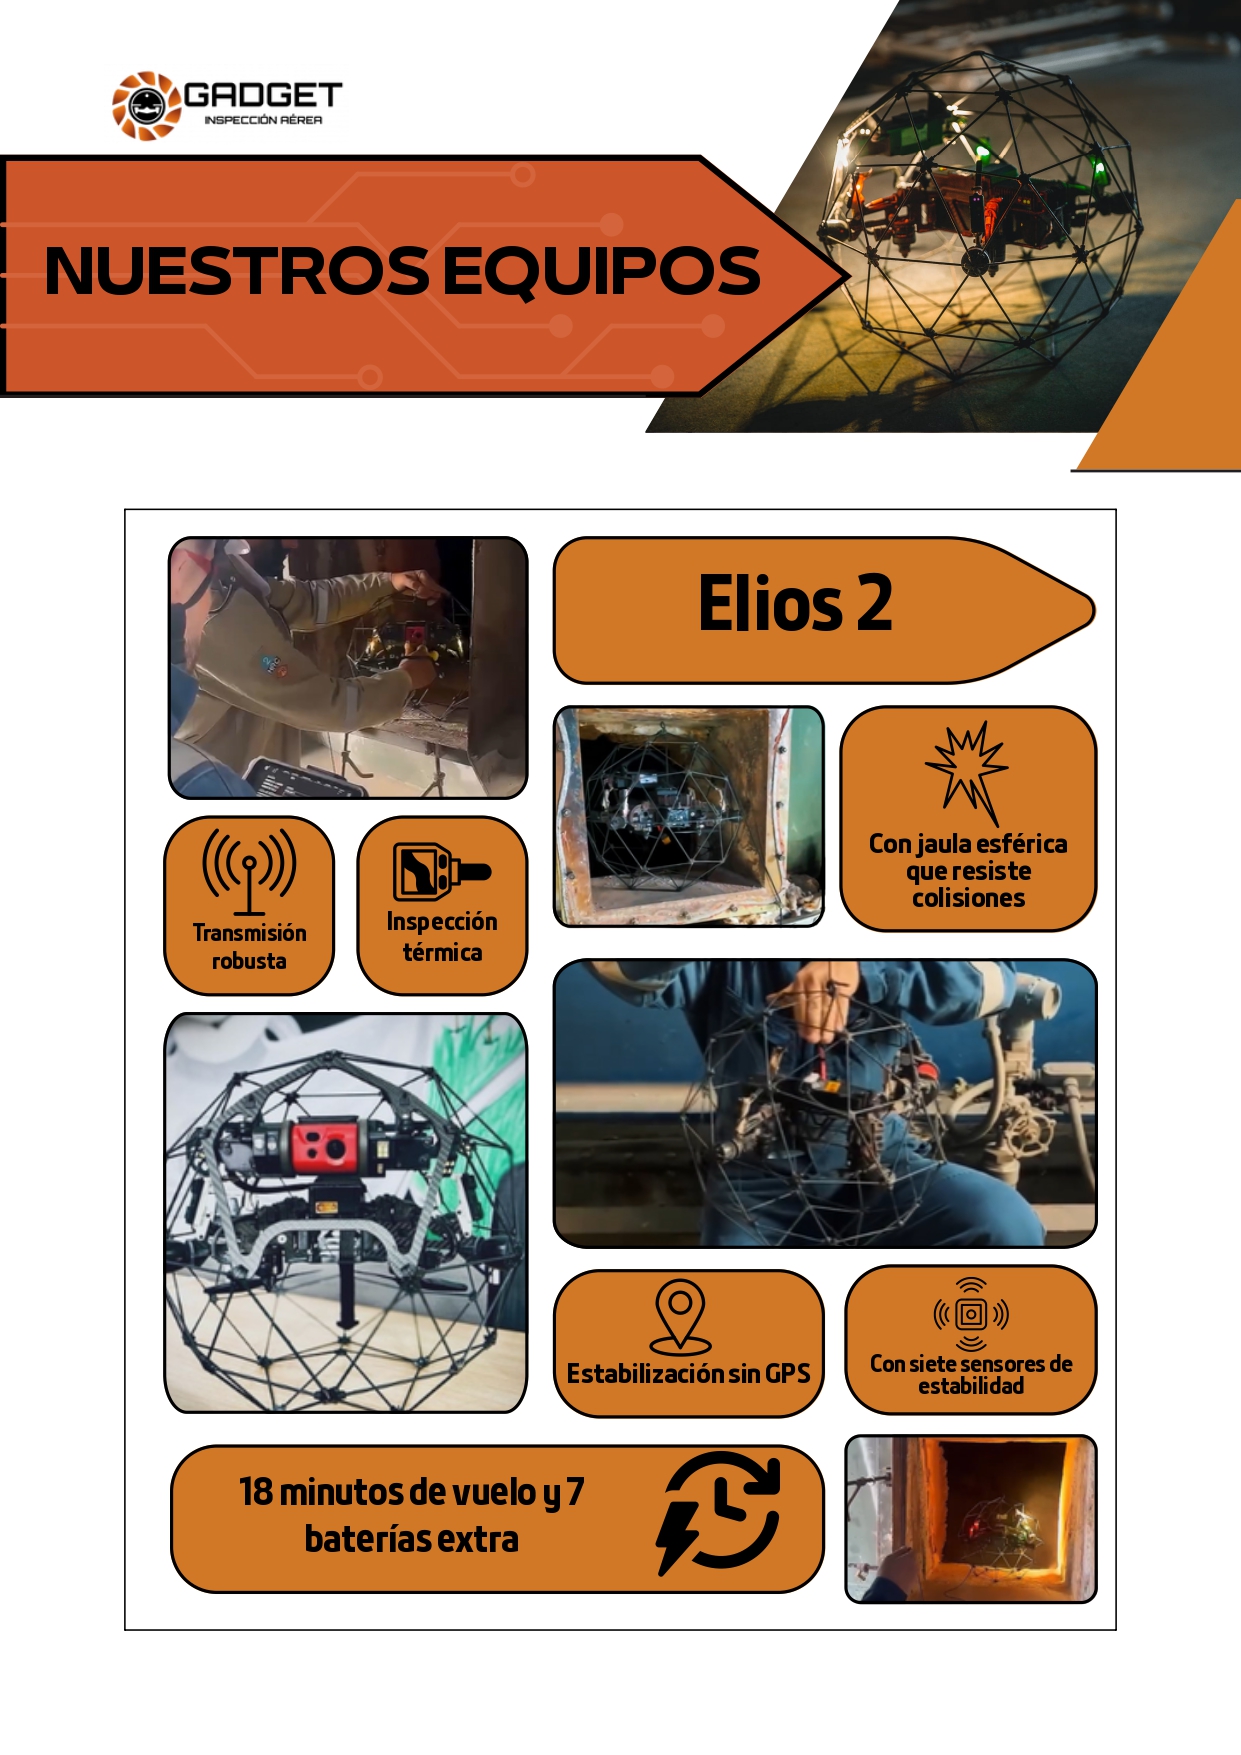 GADGET
INSPECCIÓN AÉREA
NUESTROS EQUIPOS
Elios 2
Con jaula esférica
que resiste
colisiones
Transmisión
robusta
Inspección
térmica
Estabilización sin GPS
Con siete sensores de
estabilidad
18 minutos de vuelo y 7
baterías extra